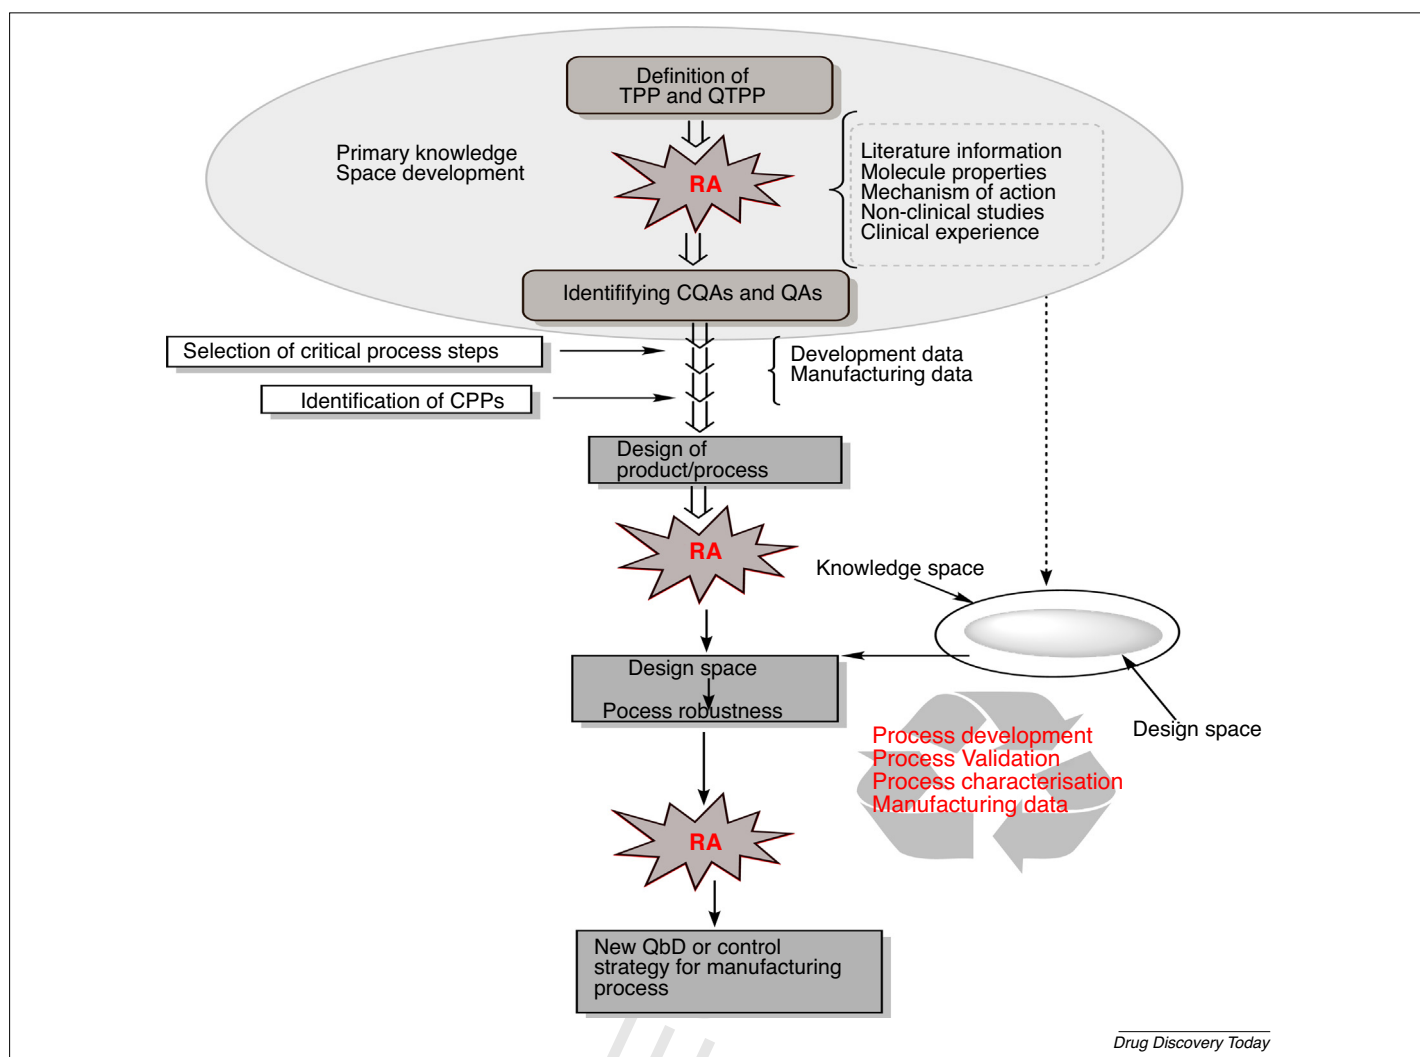 Definition of
TPP and QTPP
Primary knowledge
Space development
RA
Literature information
Molecule properties
Mechanism of action
Non-clinical studies
Clinical experience
Identififying CQAs and QAs
Selection of critical process steps
Development data
Manufacturing data
Identification of CPPs
Design of
product/process
RA
Knowledge space
Design space
Pocess robustness
Design space
Process development
Process Validation
Process characterisation
Manufacturing data
RA
New QbD or control
strategy for manufacturing
process
Drug Discovery Today